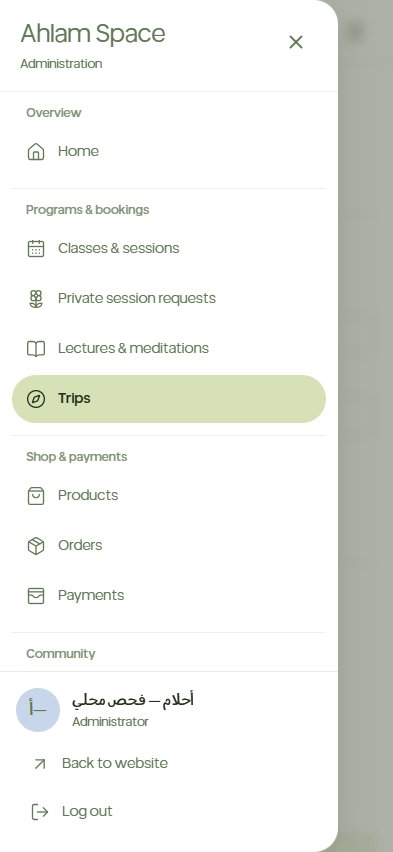 Ahlam Space
Administration
Overview
Home
Programs & bookings
Classes & sessions
Private session requests
Lectures & meditations
Trips
Shop & payments
Products
Orders
Payments
Community
أ—
أحلام — فحص محلي
Administrator
Back to website
Log out